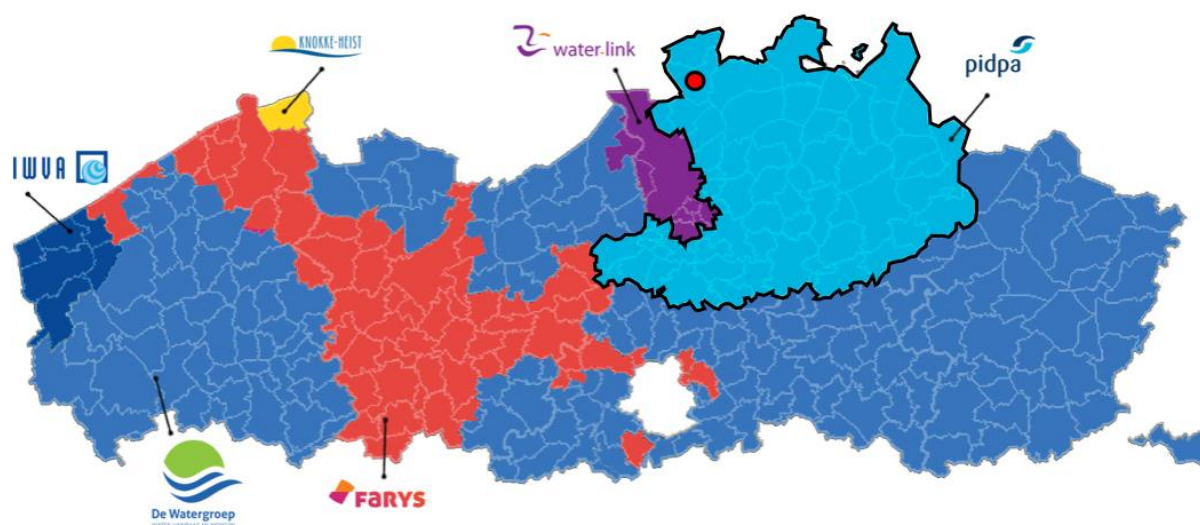 KNOKKE-HEIST
water-link
pidpa
IWVA
De Watergroep
FARYS